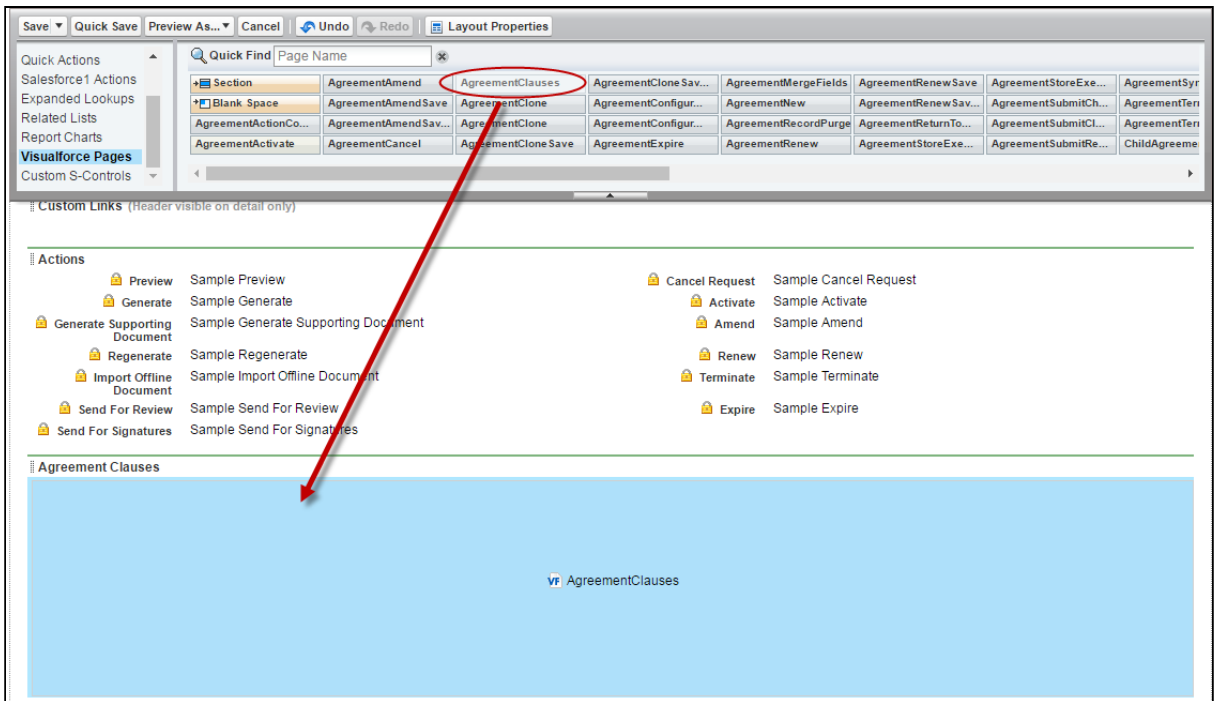 Save Quick Save Preview As... Cancel Undo Redo Layout Properties
Quick Actions
Salesforce1 Actions
Expanded Lookups
Related Lists
Report Charts
Visualforce Pages
Custom S-Controls
Quick Find Page Name
Section AgreementAmend AgreementClauses AgreementCloneSav... AgreementMergeFields AgreementRenewSave AgreementStoreExe... AgreementSyr
Blank Space AgreementAmendSave AgreementClone AgreementConfigur... AgreementNew AgreementRenewSav... AgreementSubmitCh... AgreementTerr
AgreementActionCo... AgreementAmendSav... AgreementClone AgreementConfigur... AgreementRecordPurge AgreementReturnTo... AgreementSubmitCl... AgreementTerr
AgreementActivate AgreementCancel AgreementCloneSave AgreementExpire AgreementRenew AgreementStoreExe... AgreementSubmitRe... ChildAgreeme
Custom Links (Header visible on detail only)
Actions
Preview Sample Preview Cancel Request Sample Cancel Request
Generate Sample Generate Activate Sample Activate
Generate Supporting Sample Generate Supporting Document Amend Sample Amend
Document
Regenerate Sample Regenerate Renew Sample Renew
Import Offline Sample Import Offline Document Terminate Sample Terminate
Document
Send For Review Sample Send For Review Expire Sample Expire
Send For Signatures Sample Send For Signatures
Agreement Clauses
VF AgreementClauses